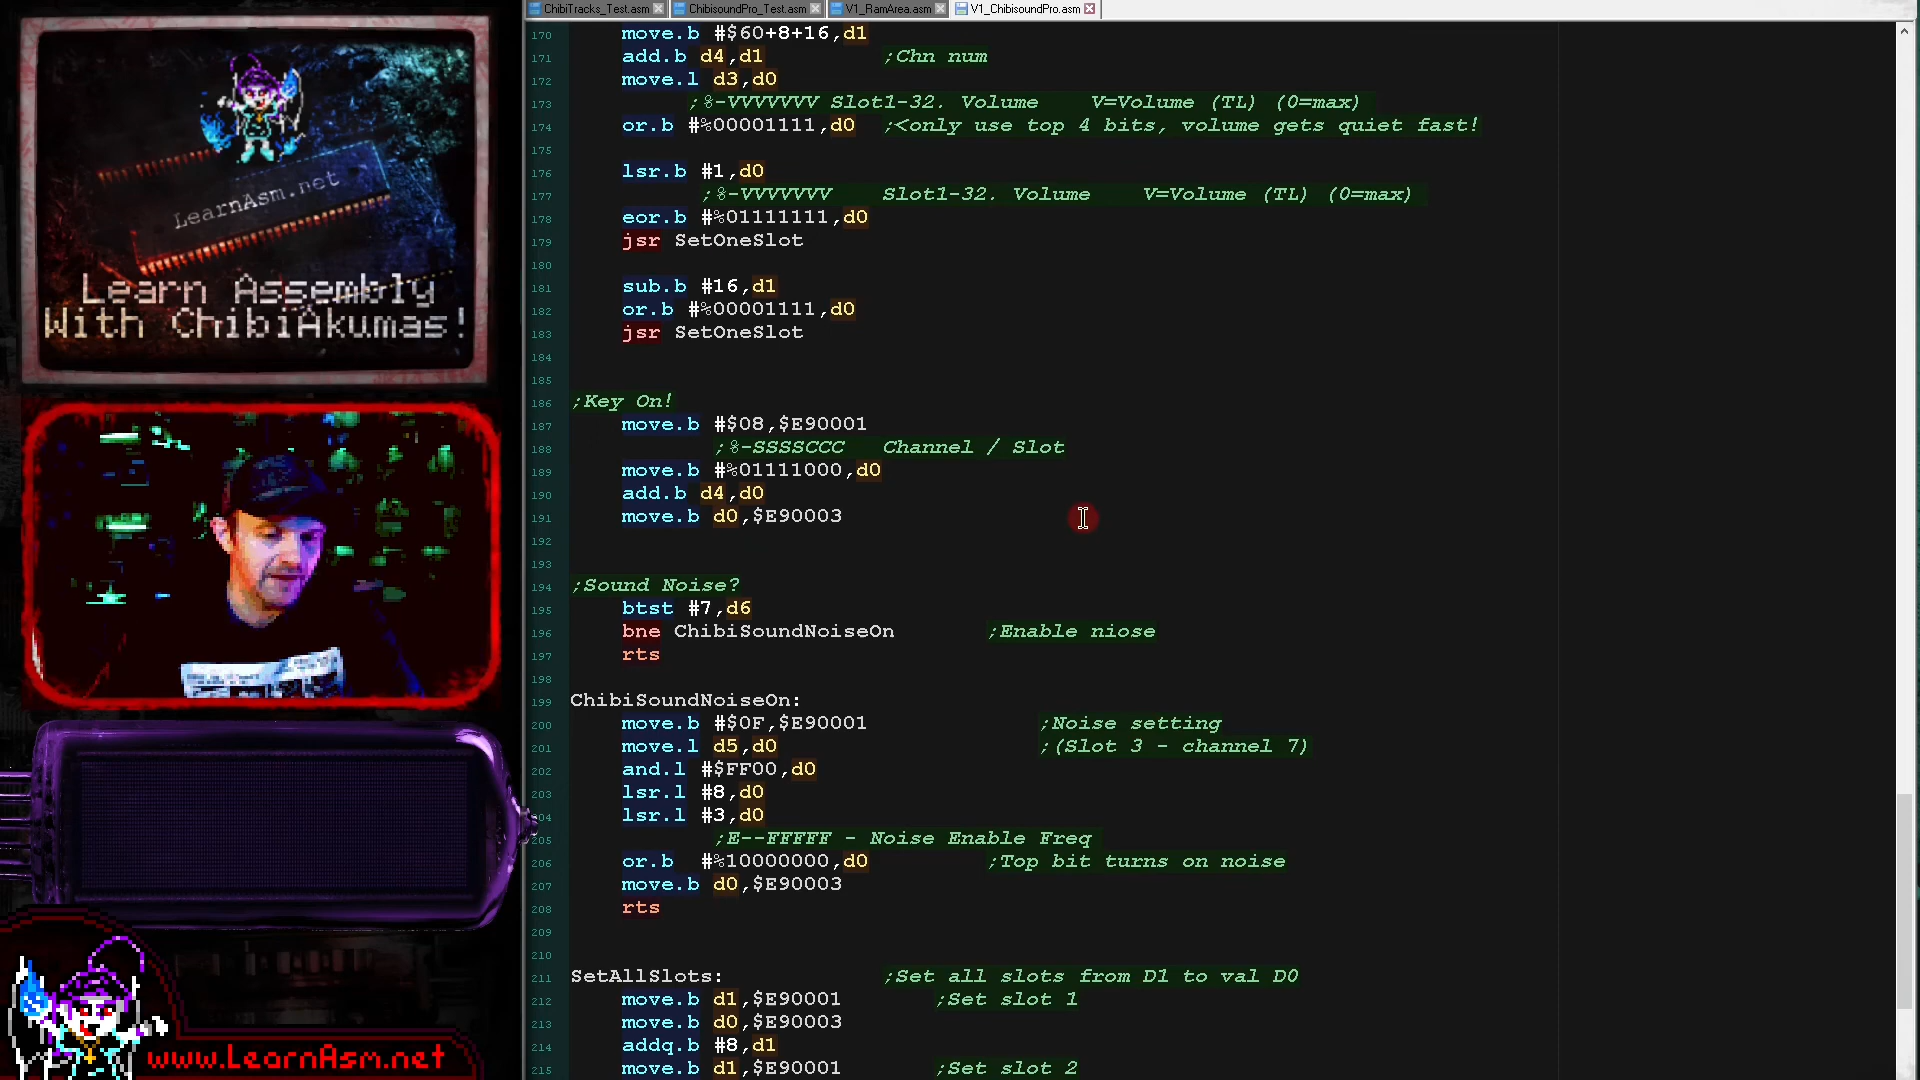 LearnAsm.net
Learn Assembly
With ChibiAkumas!
www.LearnAsm.net
ChibiTracks_Test.asm ChibisoundPro_Test.asm V1_RamArea.asm V1_ChibisoundPro.asm
170 move.b #$60+8+16,d1
171 add.b d4,d1 ;Chn num
172 move.l d3,d0
173 ;%-VVVVVVV Slot1-32. Volume V=Volume (TL) (0=max)
174 or.b #%00001111,d0 ;<only use top 4 bits, volume gets quiet fast!
175
176 lsr.b #1,d0
177 ;%-VVVVVVV Slot1-32. Volume V=Volume (TL) (0=max)
178 eor.b #%01111111,d0
179 jsr SetOneSlot
180
181 sub.b #16,d1
182 or.b #%00001111,d0
183 jsr SetOneSlot
184
185
186 ;Key On!
187 move.b #$08,$E90001
188 ;%-SSSSCCC Channel / Slot
189 move.b #%01111000,d0
190 add.b d4,d0
191 move.b d0,$E90003
192
193
194 ;Sound Noise?
195 btst #7,d6
196 bne ChibiSoundNoiseOn ;Enable niose
197 rts
198
199 ChibiSoundNoiseOn:
200 move.b #$0F,$E90001 ;Noise setting
201 move.l d5,d0 ;(Slot 3 - channel 7)
202 and.l #$FF00,d0
203 lsr.l #8,d0
204 lsr.l #3,d0
205 ;E--FFFFF - Noise Enable Freq
206 or.b #%10000000,d0 ;Top bit turns on noise
207 move.b d0,$E90003
208 rts
209
210
211 SetAllSlots: ;Set all slots from D1 to val D0
212 move.b d1,$E90001 ;Set slot 1
213 move.b d0,$E90003
214 addq.b #8,d1
215 move.b d1,$E90001 ;Set slot 2